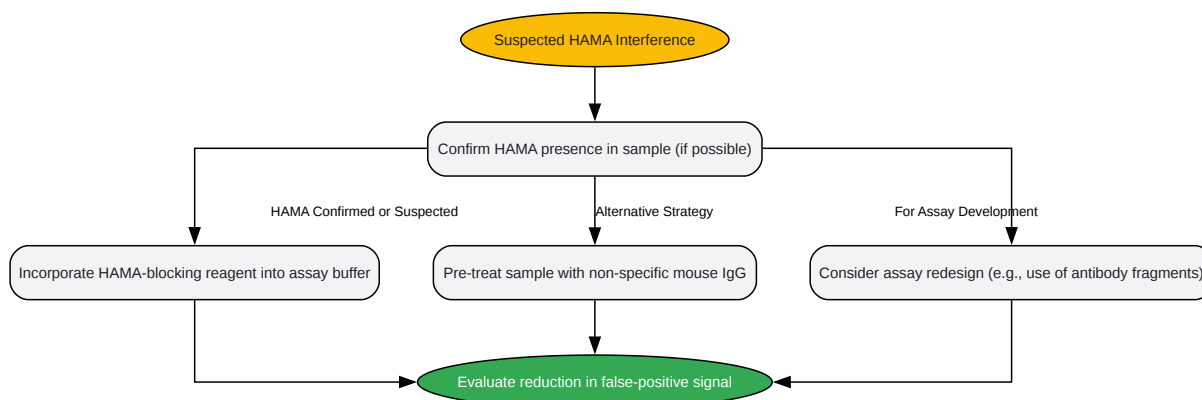 Suspected HAMA Interference
Confirm HAMA presence in sample (if possible)
HAMA Confirmed or Suspected
Alternative Strategy
For Assay Development
Incorporate HAMA-blocking reagent into assay buffer
Pre-treat sample with non-specific mouse IgG
Consider assay redesign (e.g., use of antibody fragments)
Evaluate reduction in false-positive signal